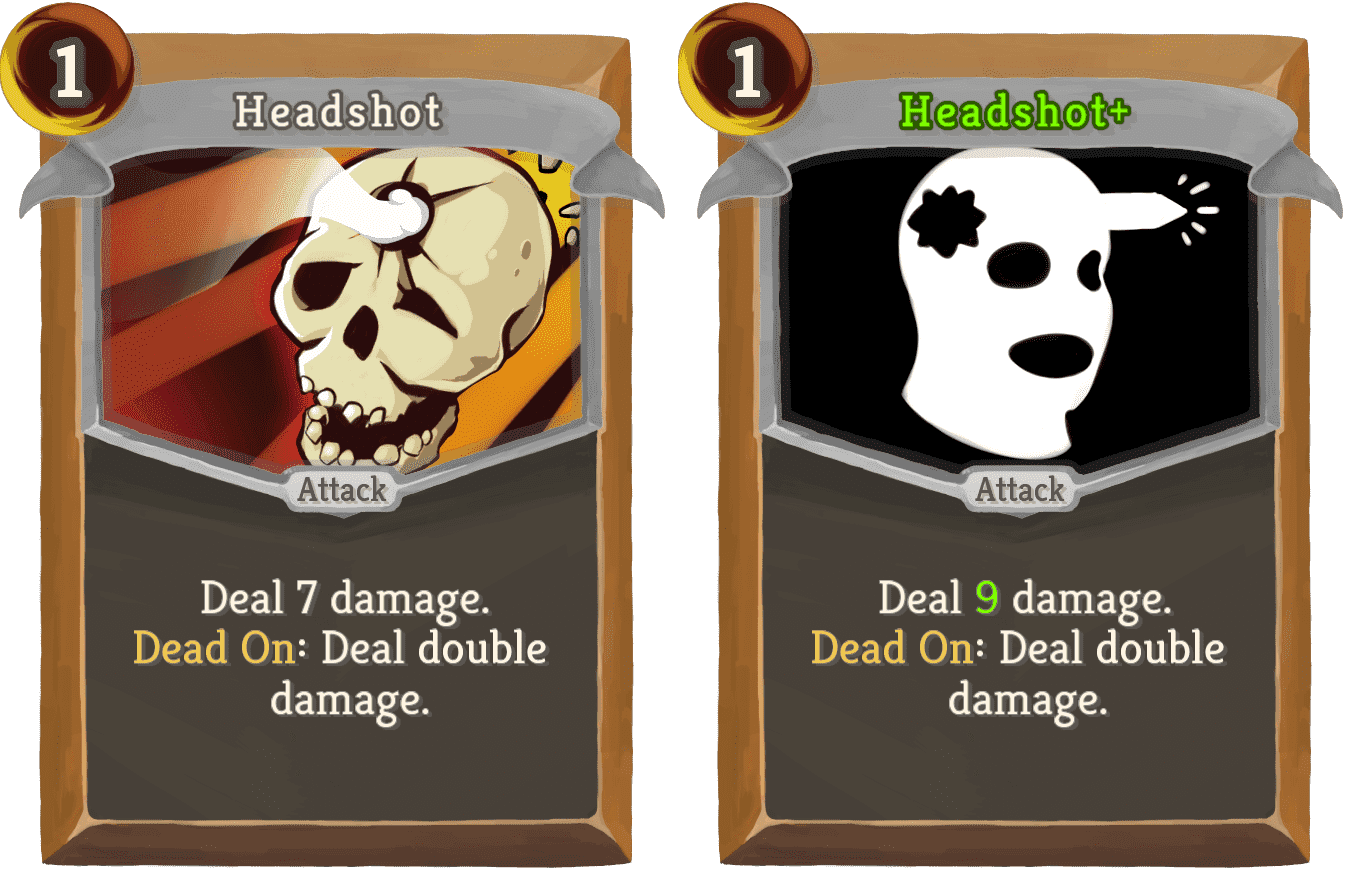 1
Headshot
Attack
Deal 7 damage.
Dead On: Deal double
damage.
1
Headshot+
Attack
Deal 9 damage.
Dead On: Deal double
damage.